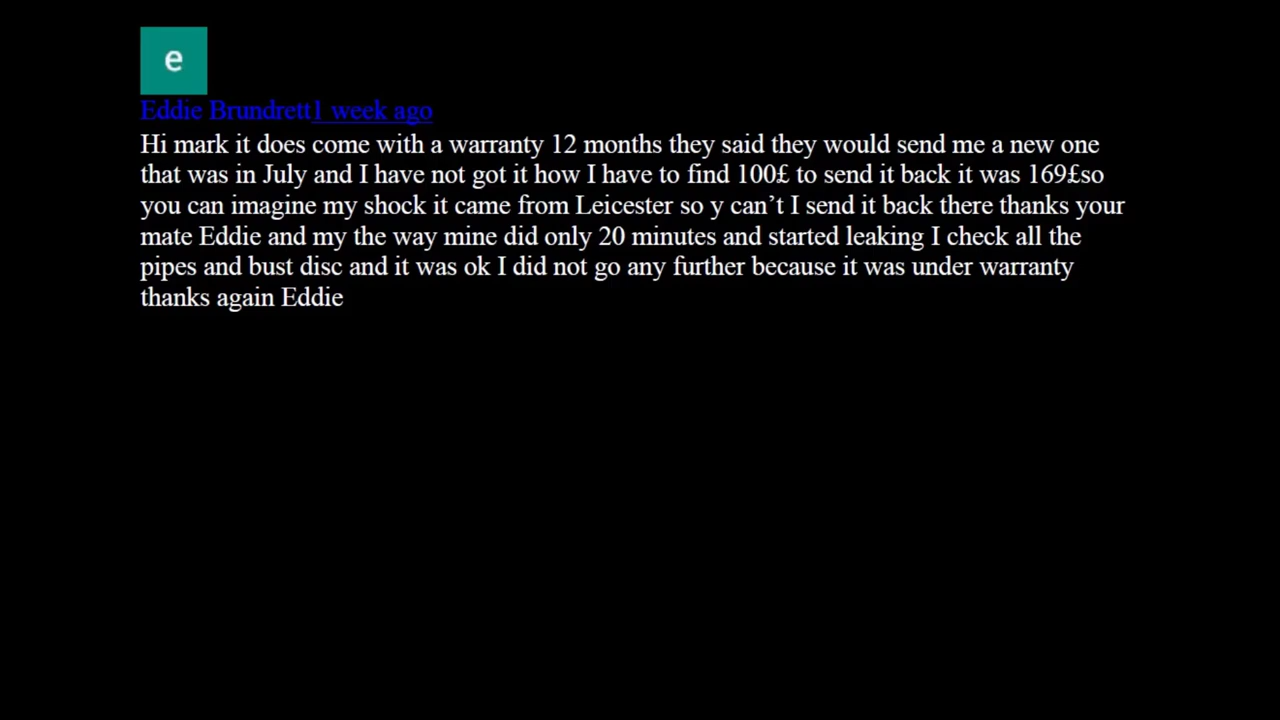 e
Eddie Brundrett1 week ago
Hi mark it does come with a warranty 12 months they said they would send me a new one
that was in July and I have not got it how I have to find 100£ to send it back it was 169£so
you can imagine my shock it came from Leicester so y can’t I send it back there thanks your
mate Eddie and my the way mine did only 20 minutes and started leaking I check all the
pipes and bust disc and it was ok I did not go any further because it was under warranty
thanks again Eddie